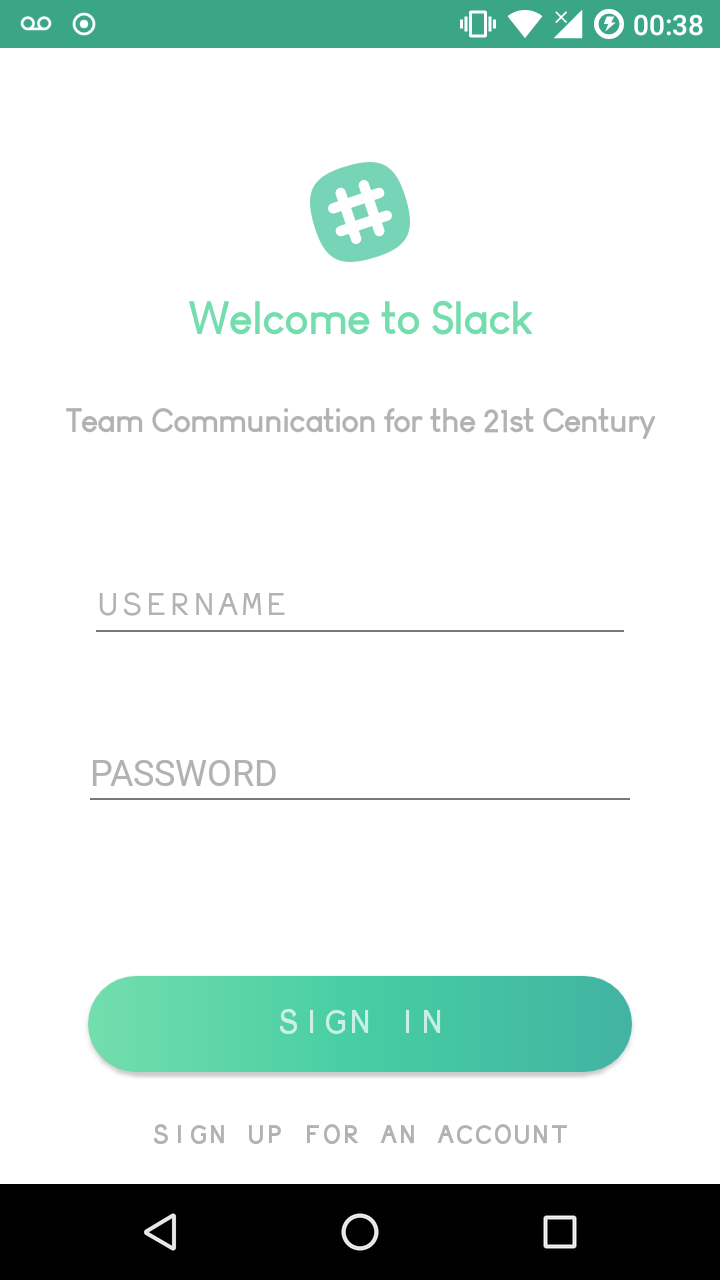 00:38
Welcome to Slack
Team Communication for the 21st Century
USERNAME
PASSWORD
SIGN IN
SIGN UP FOR AN ACCOUNT